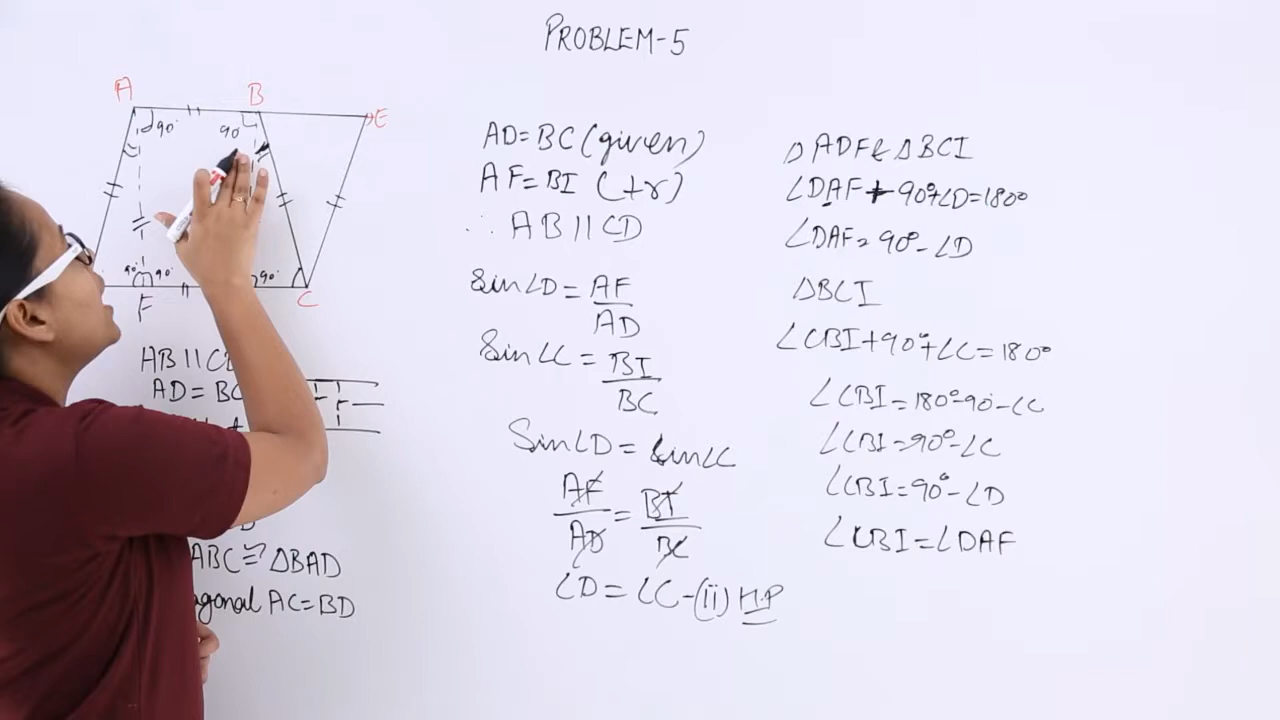 PROBLEM-5
A
B
E
90°
90°
90°
90°
90°
F
C
AB || CD
AD = BC
ABC ≅ ΔBAD
AC = BD
AD = BC (given)
AF = BI (+r)
∴ AB || CD
Sin∠D = AF/AD
Sin∠C = BI/BC
Sin∠D = Sin∠C
AF/AD = BI/BC
∠D = ∠C -(ii) H.P
ΔADF & ΔBCI
∠DAF + 90°+∠D=180°
∠DAF = 90°-∠D
ΔBCI
∠CBI+90°+∠C=180°
∠CBI=180°-90-∠C
∠CBI=90°-∠C
∠CBI=90°-∠D
∠CBI=∠DAF